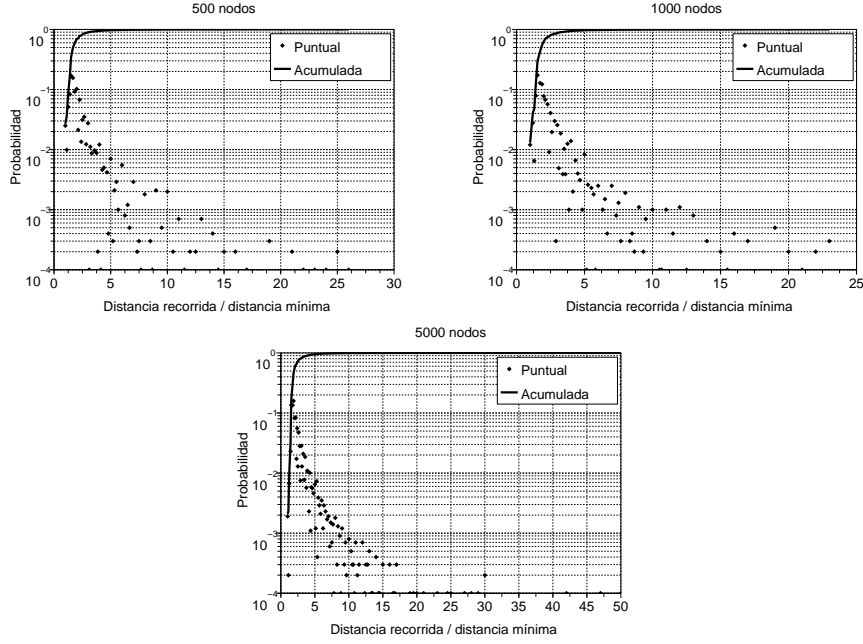 500 nodos
10 0
10 −1
10 −2
10 −3
10 −4
Probabilidad
Puntual
Acumulada
0 5 10 15 20 25 30
Distancia recorrida / distancia mínima
1000 nodos
10 0
10 −1
10 −2
10 −3
10 −4
Probabilidad
Puntual
Acumulada
0 5 10 15 20 25
Distancia recorrida / distancia mínima
5000 nodos
10 0
10 −1
10 −2
10 −3
10 −4
Probabilidad
Puntual
Acumulada
0 5 10 15 20 25 30 35 40 45 50
Distancia recorrida / distancia mínima